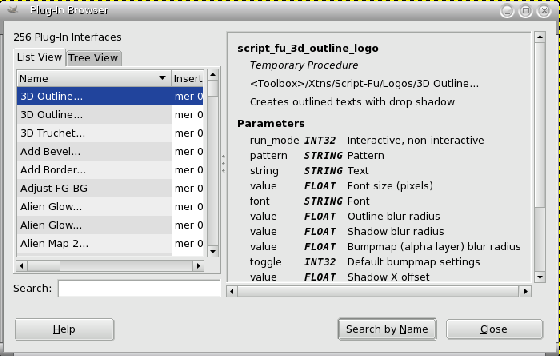 Plug-In Browser
256 Plug-In Interfaces
List View Tree View
Name Insert
3D Outline... mer 0
3D Outline... mer 0
3D Truchet... mer 0
Add Bevel... mer 0
Add Border... mer 0
Adjust FG-BG mer 0
Alien Glow... mer 0
Alien Glow... mer 0
Alien Map 2... mer 0
Search:
script_fu_3d_outline_logo
Temporary Procedure
<Toolbox>/Xtns/Script-Fu/Logos/3D Outline...
Creates outlined texts with drop shadow
Parameters
run_mode INT32 Interactive, non-interactive
pattern STRING Pattern
string STRING Text
value FLOAT Font size (pixels)
font STRING Font
value FLOAT Outline blur radius
value FLOAT Shadow blur radius
value FLOAT Bumpmap (alpha layer) blur radius
toggle INT32 Default bumpmap settings
value FLOAT Shadow X offset
Help Search by Name Close